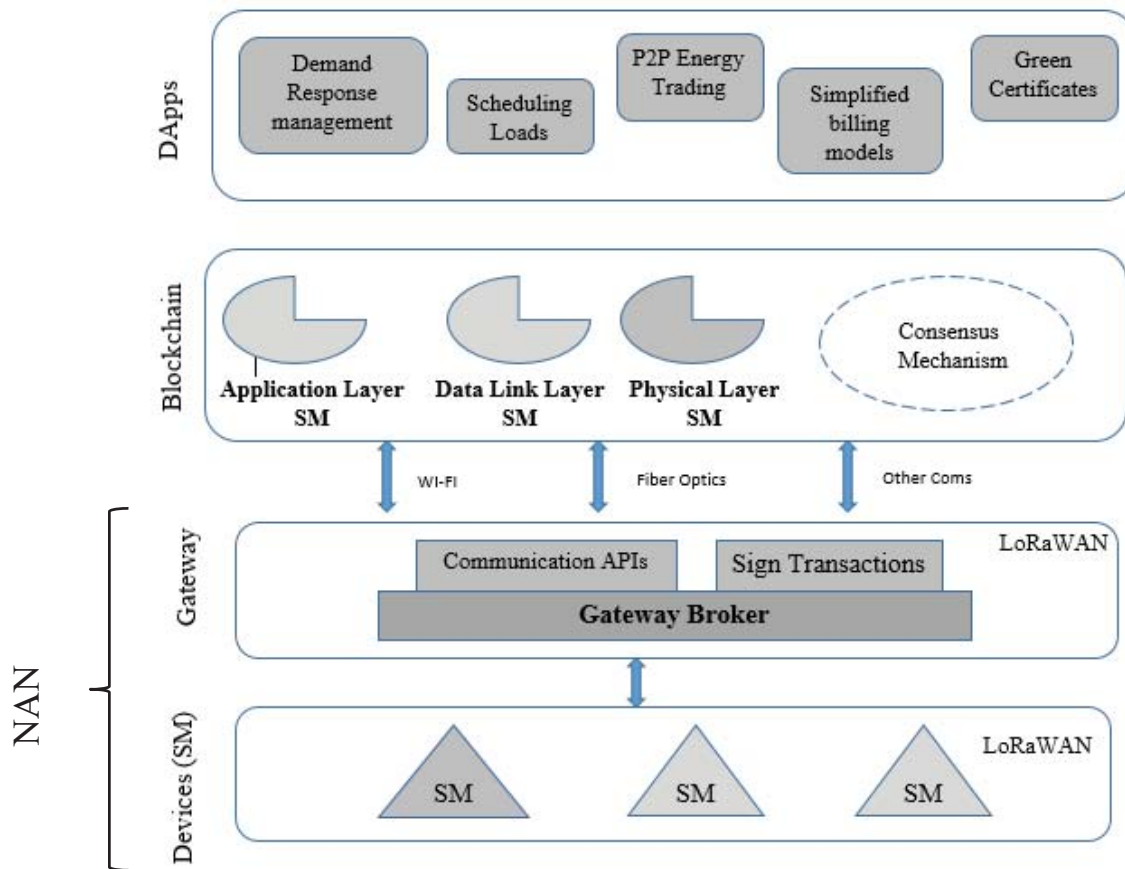 DApps
Demand
Response
management
Scheduling
Loads
P2P Energy
Trading
Simplified
billing
models
Green
Certificates
Blockchain
Application Layer
SM
Data Link Layer
SM
Physical Layer
SM
Consensus
Mechanism
WI-FI
Fiber Optics
Other Coms
NAN
Gateway
LoRaWAN
Communication APIs
Sign Transactions
Gateway Broker
Devices (SM)
LoRaWAN
SM
SM
SM